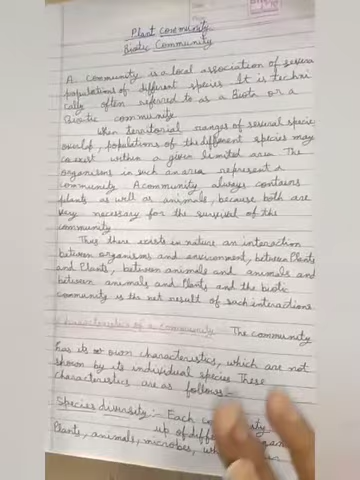 Plant Community
Biotic Community
A community is a local association of several
populations of different species. It is techni
cally often referred to as a Biota or a
Biotic community
When territorial ranges of several specie
overlap, populations of the different species may
coexist within a given limited area. The
organisms in such an area represent a
community. A community always contains
plants as well as animals, because both are
very necessary for the survival of the
community.
Thus there exists in nature an interaction
between organisms and environment, between Plants
and Plants, between animals and animals and
between animals and Plants and the biotic
community is the net result of such interactions
Characteristics of a community The community
has its own characteristics, which are not
shown by its individual species These
characteristics are as follows:-
Species diversity:- Each
up of
Plants, animals, microbes,